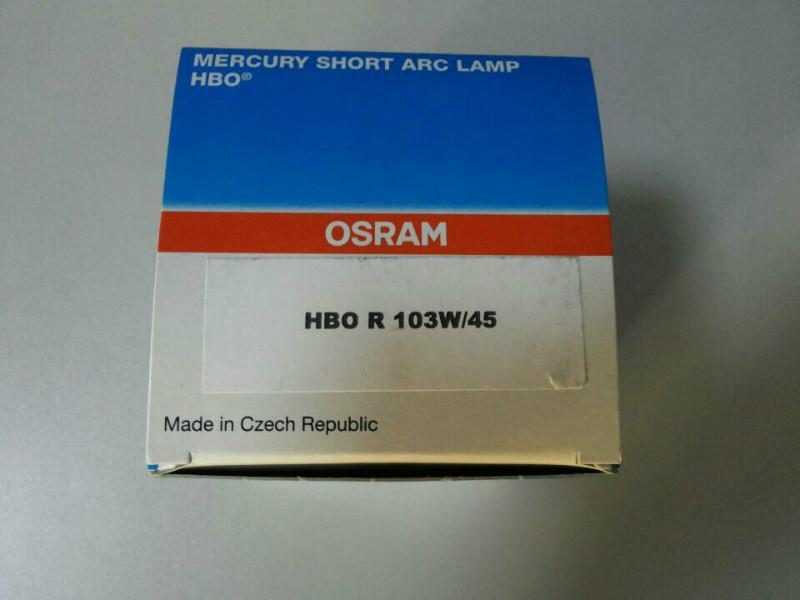 MERCURY SHORT ARC LAMP
HBO®
OSRAM
HBO R 103W/45
Made in Czech Republic